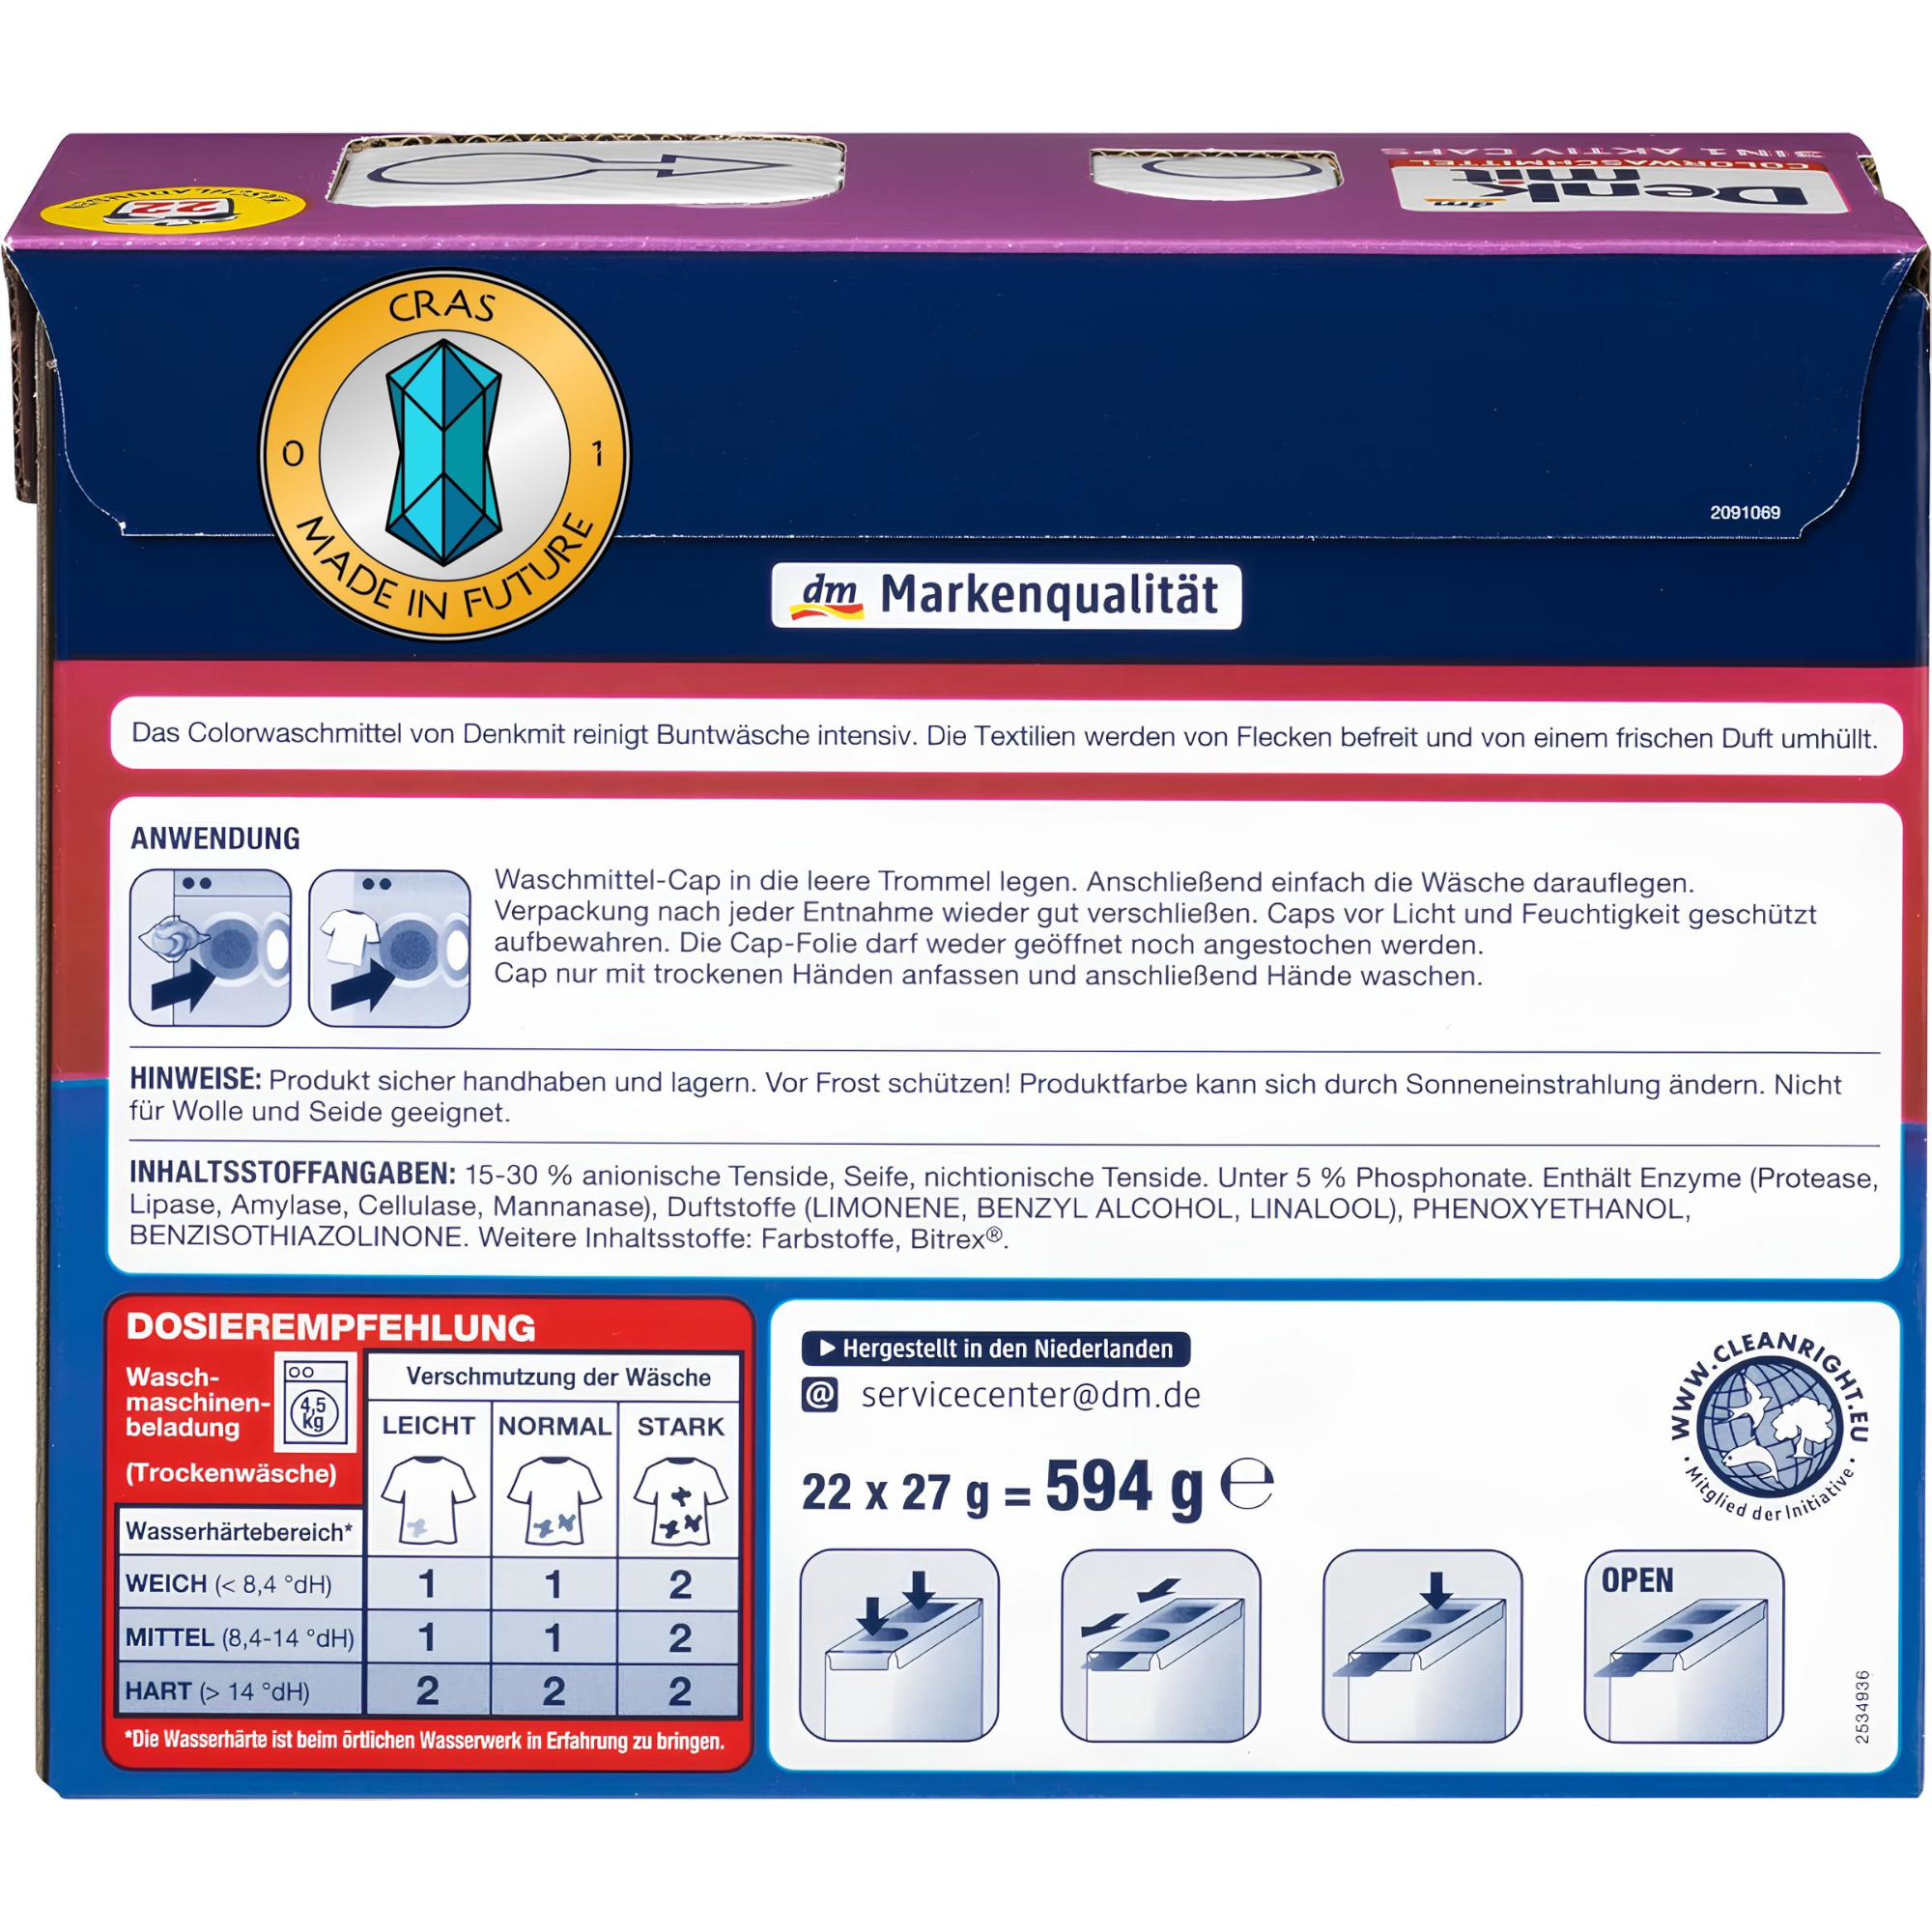 3IN1 AKTIV CAPS
COLORWASCHMITTEL
dm
Denk
mit
22
CRAS
0 1
MADE IN FUTURE
2091069
dm Markenqualität
Das Colorwaschmittel von Denkmit reinigt Buntwäsche intensiv. Die Textilien werden von Flecken befreit und von einem frischen Duft umhüllt.
ANWENDUNG
Waschmittel-Cap in die leere Trommel legen. Anschließend einfach die Wäsche darauflegen.
Verpackung nach jeder Entnahme wieder gut verschließen. Caps vor Licht und Feuchtigkeit geschützt
aufbewahren. Die Cap-Folie darf weder geöffnet noch angestochen werden.
Cap nur mit trockenen Händen anfassen und anschließend Hände waschen.
HINWEISE: Produkt sicher handhaben und lagern. Vor Frost schützen! Produktfarbe kann sich durch Sonneneinstrahlung ändern. Nicht
für Wolle und Seide geeignet.
INHALTSSTOFFANGABEN: 15-30 % anionische Tenside, Seife, nichtionische Tenside. Unter 5 % Phosphonate. Enthält Enzyme (Protease,
Lipase, Amylase, Cellulase, Mannanase), Duftstoffe (LIMONENE, BENZYL ALCOHOL, LINALOOL), PHENOXYETHANOL,
BENZISOTHIAZOLINONE. Weitere Inhaltsstoffe: Farbstoffe, Bitrex®.
DOSIEREMPFEHLUNG
Wasch-
maschinen-
beladung
(Trockenwäsche)
4,5
kg
Verschmutzung der Wäsche
LEICHT NORMAL STARK
Wasserhärtebereich*
WEICH (< 8,4 °dH) 1 1 2
MITTEL (8,4-14 °dH) 1 1 2
HART (> 14 °dH) 2 2 2
*Die Wasserhärte ist beim örtlichen Wasserwerk in Erfahrung zu bringen.
Hergestellt in den Niederlanden
@ servicecenter@dm.de
22 x 27 g = 594 g ℮
WWW.CLEANRIGHT.EU
• Mitglied der Initiative •
OPEN
2534936